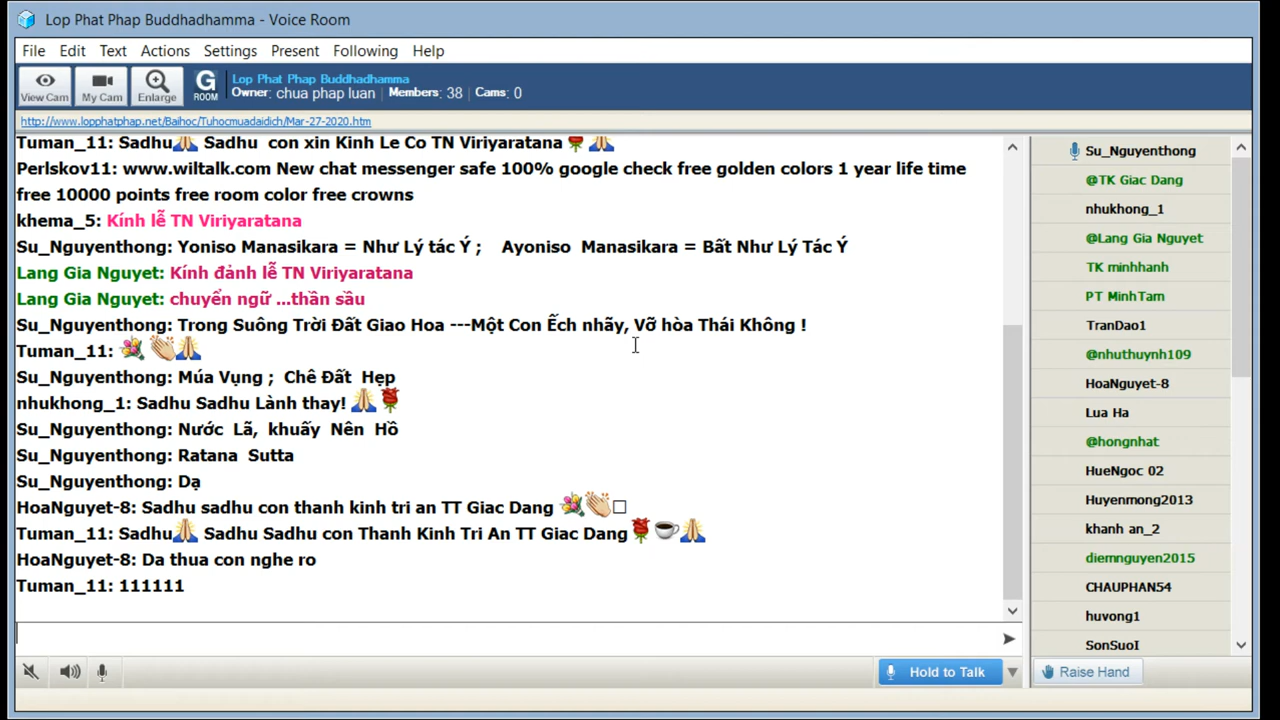 Lop Phat Phap Buddhadhamma - Voice Room
File Edit Text Actions Settings Present Following Help
View Cam
My Cam
Enlarge
G ROOM
Lop Phat Phap Buddhadhamma
Owner: chua phap luan Members: 38 Cams: 0
http://www.lopphatphap.net/Baihoc/Tuhocmuadaidich/Mar-27-2020.htm
Tuman_11: Sadhu🙏 Sadhu con xin Kinh Le Co TN Viriyaratana🌹🙏
Perlskov11: www.wiltalk.com New chat messenger safe 100% google check free golden colors 1 year life time
free 10000 points free room color free crowns
khema_5: Kính lễ TN Viriyaratana
Su_Nguyenthong: Yoniso Manasikara = Như Lý tác Ý ; Ayoniso Manasikara = Bất Như Lý Tác Ý
Lang Gia Nguyet: Kính đảnh lễ TN Viriyaratana
Lang Gia Nguyet: chuyển ngữ ...thần sầu
Su_Nguyenthong: Trong Suông Trời Đất Giao Hoa ---Một Con Ếch nhãy, Vỡ hòa Thái Không !
Tuman_11: 💐👏🙏
Su_Nguyenthong: Múa Vụng ; Chê Đất Hẹp
nhukhong_1: Sadhu Sadhu Lành thay! 🙏🌹
Su_Nguyenthong: Nước Lã, khuấy Nên Hồ
Su_Nguyenthong: Ratana Sutta
Su_Nguyenthong: Dạ
HoaNguyet-8: Sadhu sadhu con thanh kinh tri an TT Giac Dang 💐👏□
Tuman_11: Sadhu🙏 Sadhu Sadhu con Thanh Kinh Tri An TT Giac Dang🌹☕🙏
HoaNguyet-8: Da thua con nghe ro
Tuman_11: 111111
Su_Nguyenthong
@TK Giac Dang
nhukhong_1
@Lang Gia Nguyet
TK minhhanh
PT MinhTam
TranDao1
@nhuthuynh109
HoaNguyet-8
Lua Ha
@hongnhat
HueNgoc 02
Huyenmong2013
khanh an_2
diemnguyen2015
CHAUPHAN54
huvong1
SonSuoI
Hold to Talk
Raise Hand